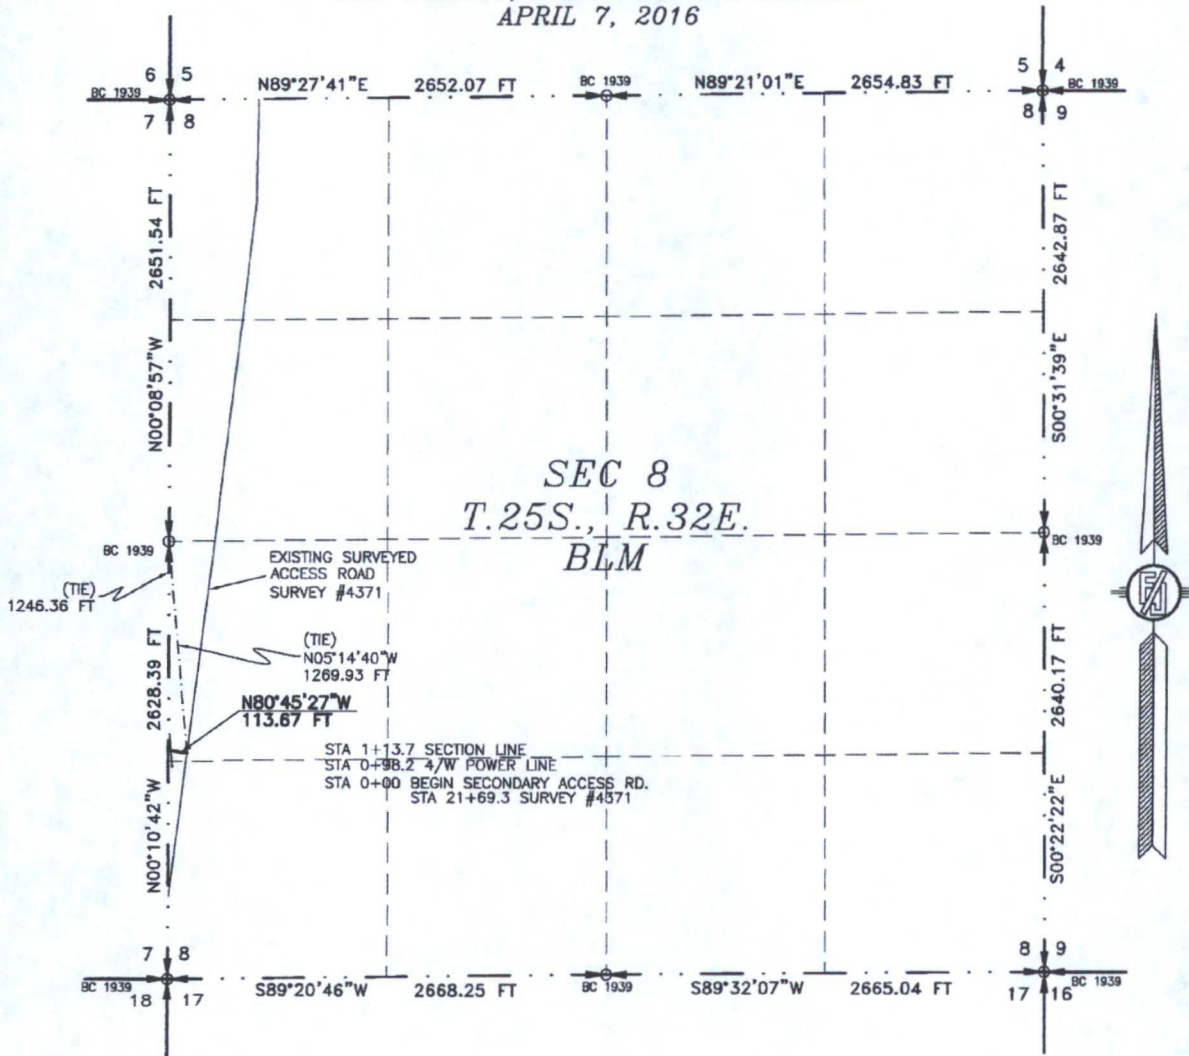 APRIL 7, 2016
6 5
BC 1939
7 8
N89°27'41"E 2652.07 FT
BC 1939
N89°21'01"E 2654.83 FT
5 4
BC 1939
8 9
2651.54 FT
N00°08'57"W
2642.87 FT
S00°31'39"E
SEC 8
T.25S., R.32E.
BLM
BC 1939
BC 1939
EXISTING SURVEYED
ACCESS ROAD
SURVEY #4371
(TIE)
1246.36 FT
(TIE)
N05°14'40"W
1269.93 FT
N80°45'27"W
113.67 FT
STA 1+13.7 SECTION LINE
STA 0+98.2 4/W POWER LINE
STA 0+00 BEGIN SECONDARY ACCESS RD.
STA 21+69.3 SURVEY #4371
2628.39 FT
N00°10'42"W
2640.17 FT
S00°22'22"E
7 8
BC 1939
18 17
S89°20'46"W 2668.25 FT
BC 1939
S89°32'07"W 2665.04 FT
8 9
BC 1939
17 16